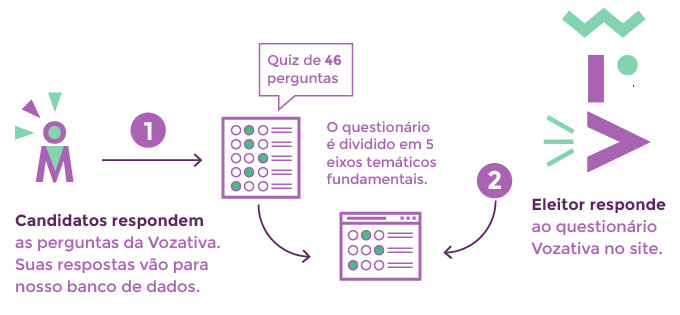 Quiz de 46
perguntas
1
O questionário
é dividido em 5
eixos temáticos
fundamentais.
2
Candidatos respondem
as perguntas da Vozativa.
Suas respostas vão para
nosso banco de dados.
Eleitor responde
ao questionário
Vozativa no site.